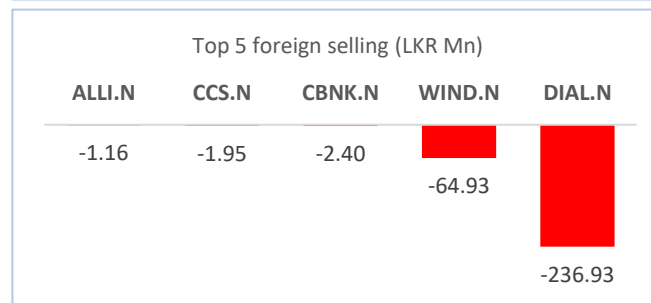 Top 5 foreign selling (LKR Mn)
ALLI.N CCS.N CBNK.N WIND.N DIAL.N
-1.16 -1.95 -2.40
-64.93
-236.93